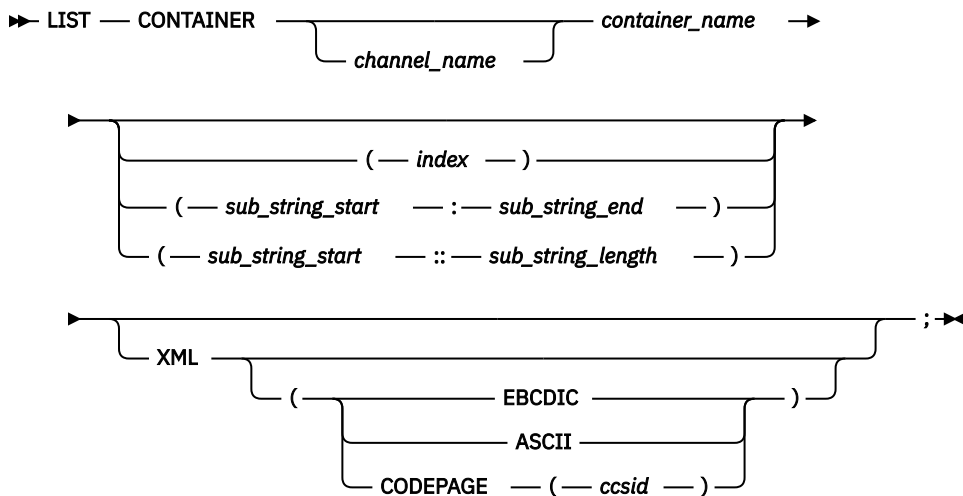 LIST CONTAINER container_name
channel_name
( index )
( sub_string_start : sub_string_end )
( sub_string_start :: sub_string_length )
;
XML
( EBCDIC )
ASCII
CODEPAGE ( ccsid )